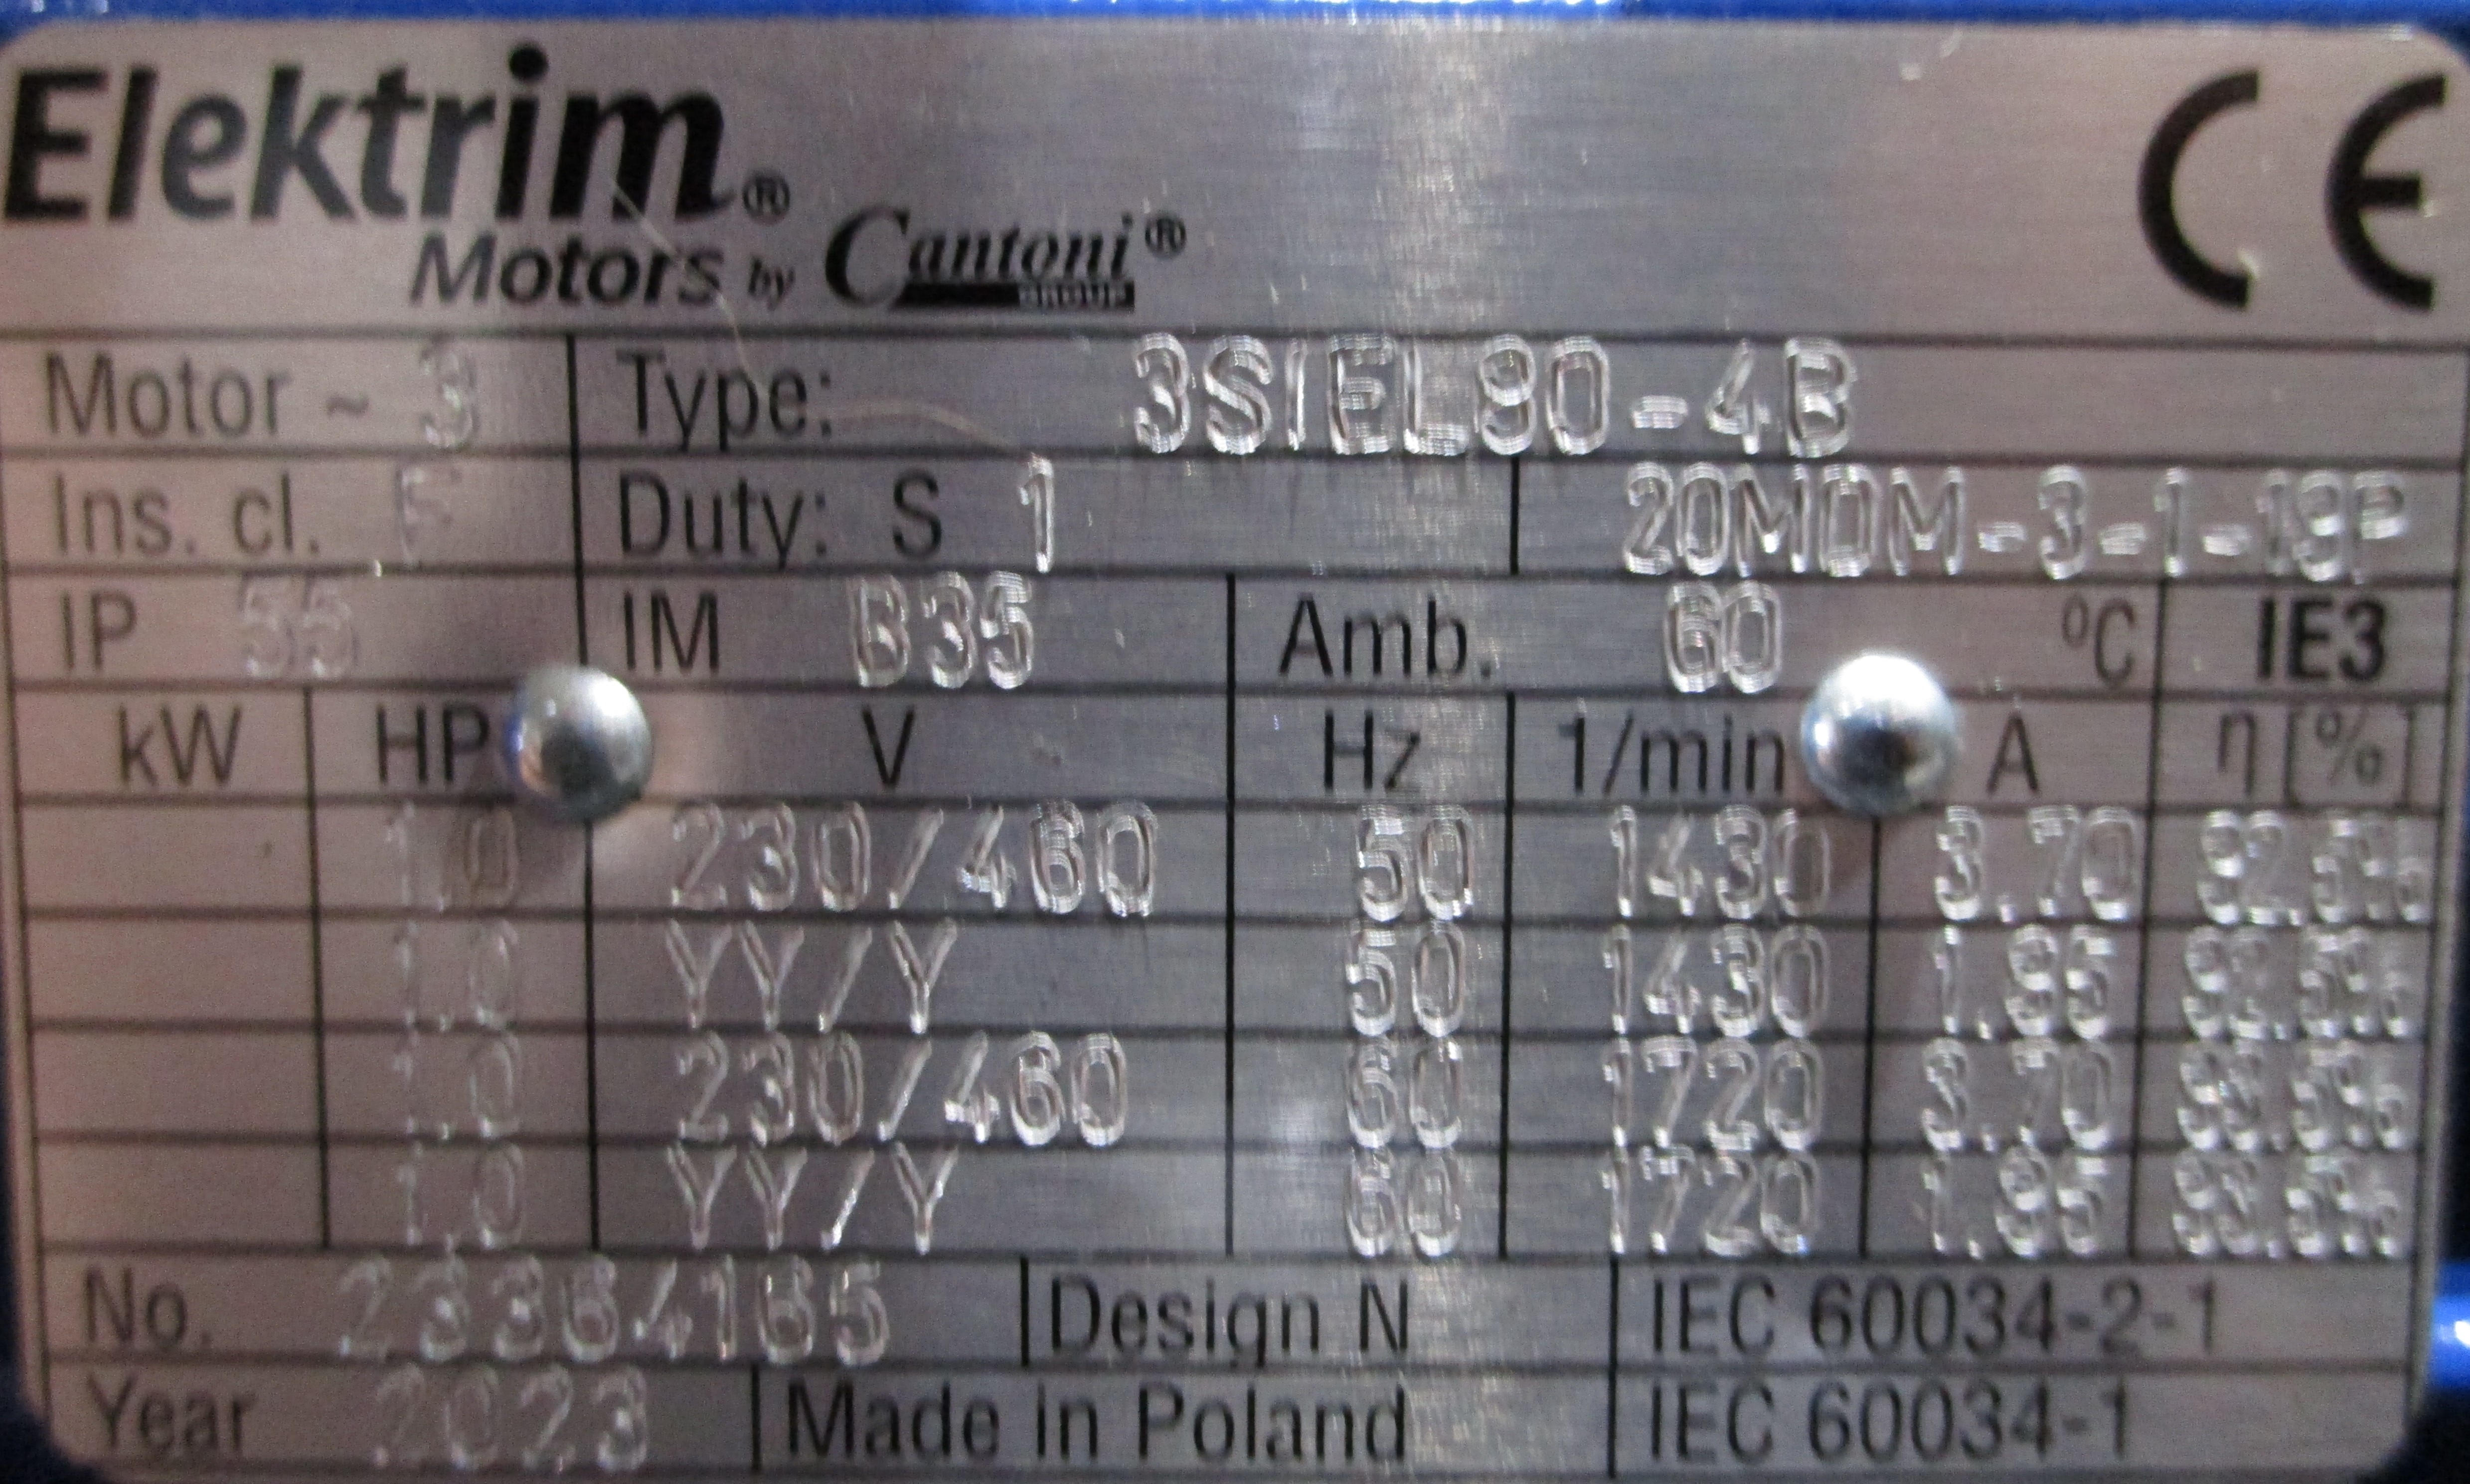 Elektrim®
Motors by Cantoni®
GROUP
CE
Motor ~ 3 Type: 3SIEL80-4B
Ins. cl. F Duty: S 1 20MDM-3-1-19P
IP 55 IM B35 Amb. 60 °C IE3
kW HP V Hz 1/min A η [%]
1.0 230/460 50 1430 3.70
1.0 YY/Y 50 1430 1.85
1.0 230/460 60 1720 3.70
1.0 YY/Y 60 1720 1.85
No. 23364165 Design N IEC 60034-2-1
Year 2023 Made in Poland IEC 60034-1